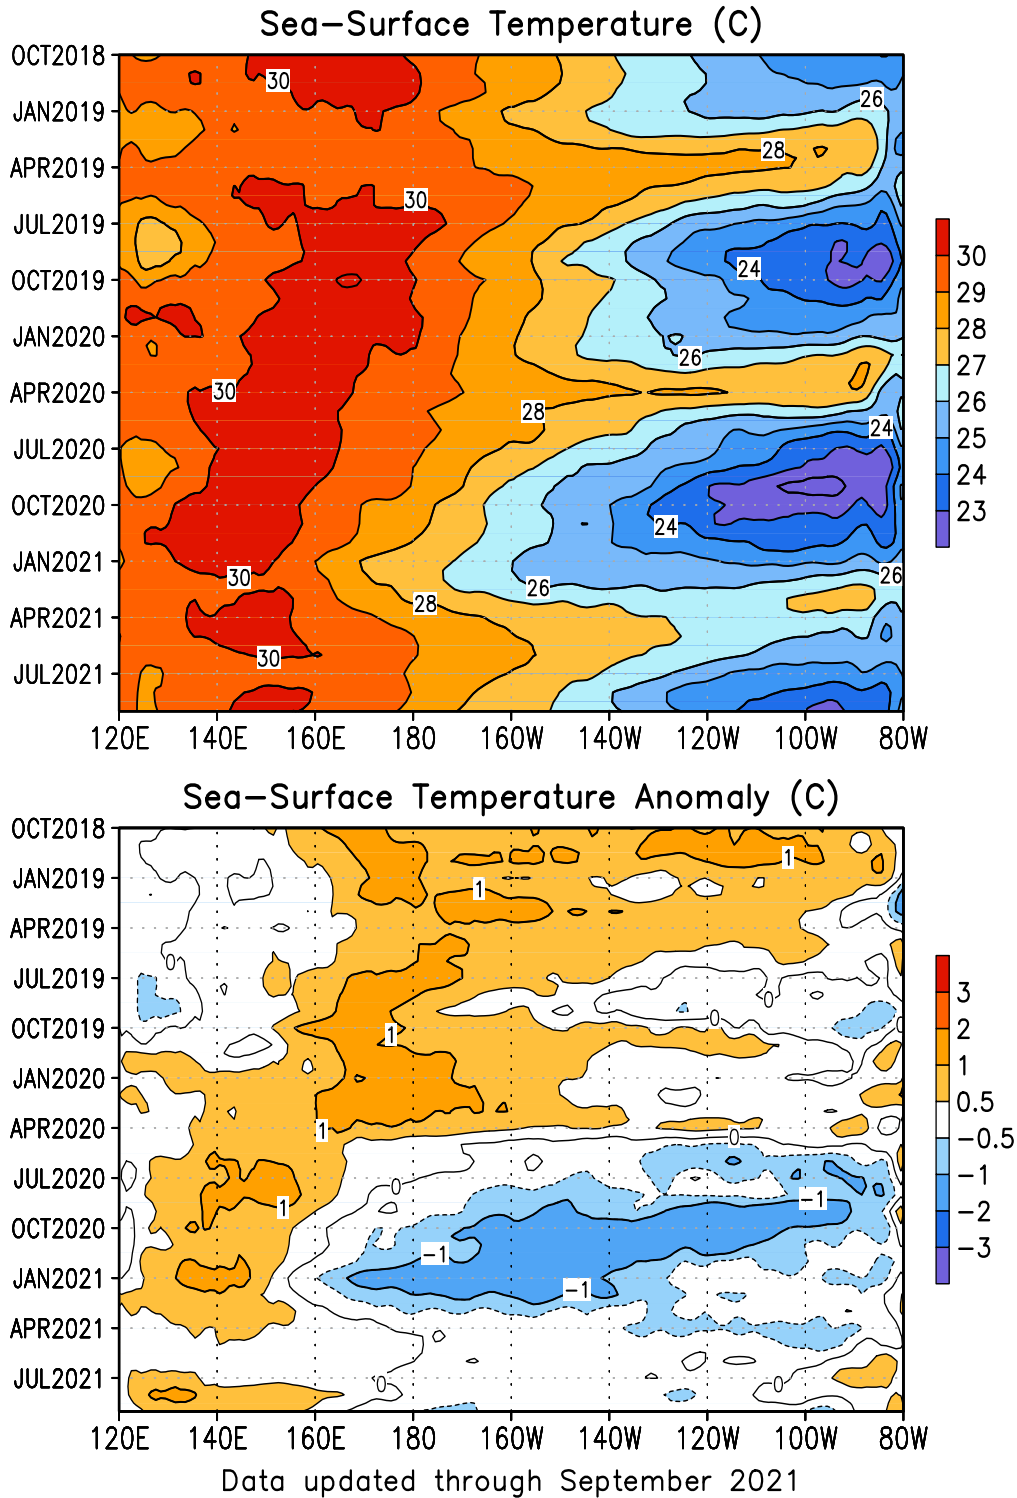 Sea-Surface Temperature (C)
OCT2018
JAN2019
APR2019
JUL2019
OCT2019
JAN2020
APR2020
JUL2020
OCT2020
JAN2021
APR2021
JUL2021
30
26
28
30
24
26
30
28
24
24
30
28
26
26
30
120E 140E 160E 180 160W 140W 120W 100W 80W
30
29
28
27
26
25
24
23
Sea-Surface Temperature Anomaly (C)
OCT2018
JAN2019
APR2019
JUL2019
OCT2019
JAN2020
APR2020
JUL2020
OCT2020
JAN2021
APR2021
JUL2021
1
1
0
0
0
0
1
1
0
0
1
-1
-1
-1
0
0
120E 140E 160E 180 160W 140W 120W 100W 80W
3
2
1
0.5
-0.5
-1
-2
-3
Data updated through September 2021